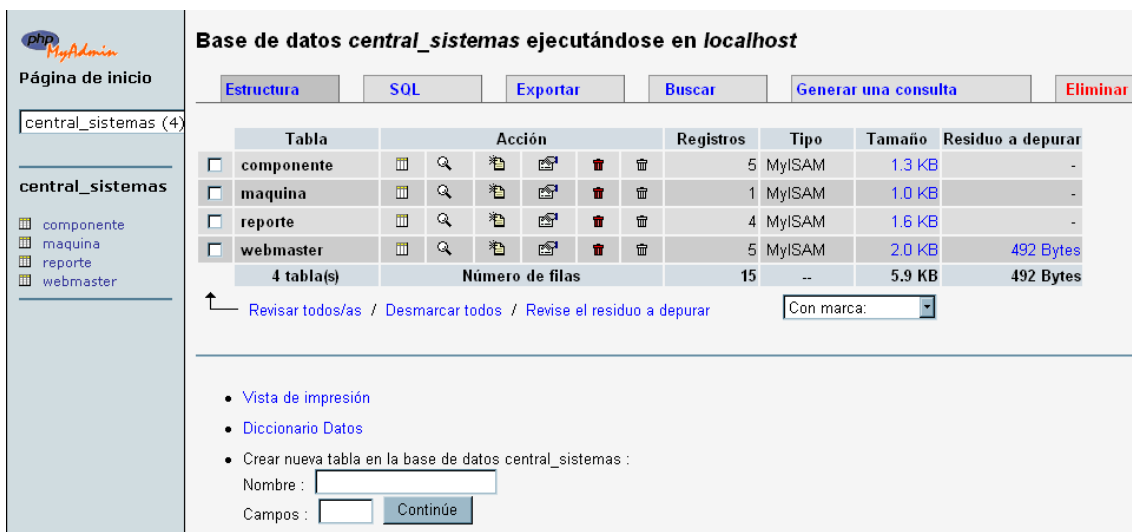 php
MyAdmin
Página de inicio
central_sistemas (4)
central_sistemas
componente
maquina
reporte
webmaster
Base de datos central_sistemas ejecutándose en localhost
Estructura SQL Exportar Buscar Generar una consulta Eliminar
Tabla Acción Registros Tipo Tamaño Residuo a depurar
componente 5 MyISAM 1.3 KB -
maquina 1 MyISAM 1.0 KB -
reporte 4 MyISAM 1.6 KB -
webmaster 5 MyISAM 2.0 KB 492 Bytes
4 tabla(s) Número de filas 15 -- 5.9 KB 492 Bytes
Revisar todos/as / Desmarcar todos / Revise el residuo a depurar Con marca:
Vista de impresión
Diccionario Datos
Crear nueva tabla en la base de datos central_sistemas :
Nombre :
Campos : Continúe